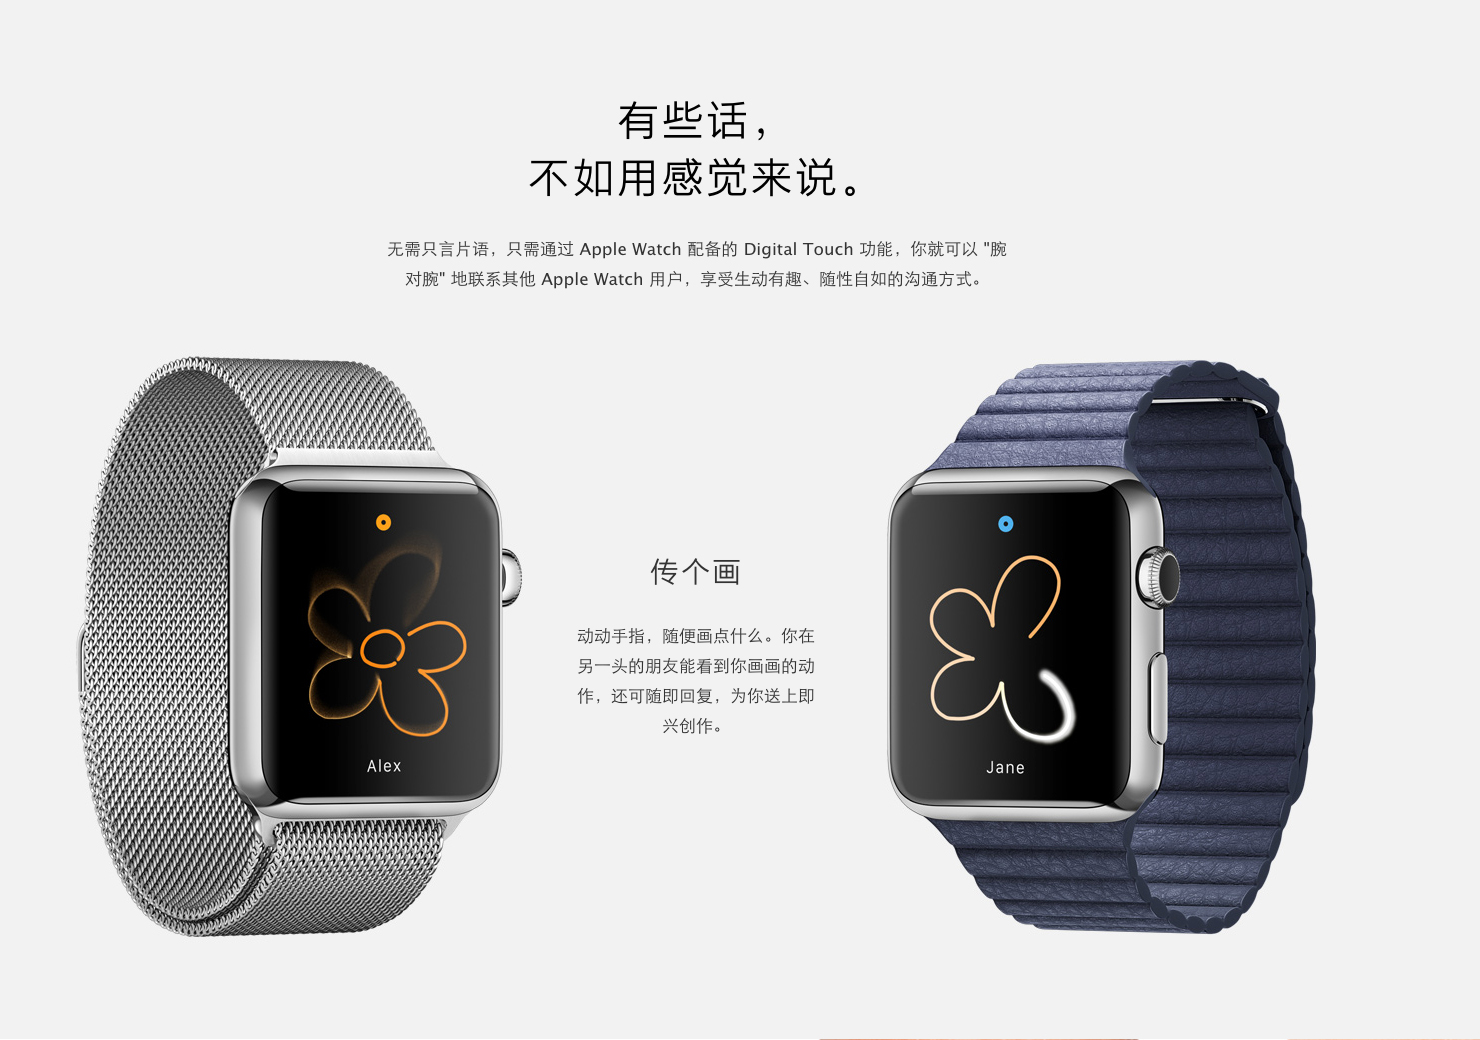 有些话，
不如用感觉来说。
无需只言片语，只需通过 Apple Watch 配备的 Digital Touch 功能，你就可以 "腕
对腕" 地联系其他 Apple Watch 用户，享受生动有趣、随性自如的沟通方式。
传个画
动动手指，随便画点什么。你在
另一头的朋友能看到你画画的动
作，还可随即回复，为你送上即
兴创作。
Alex
Jane